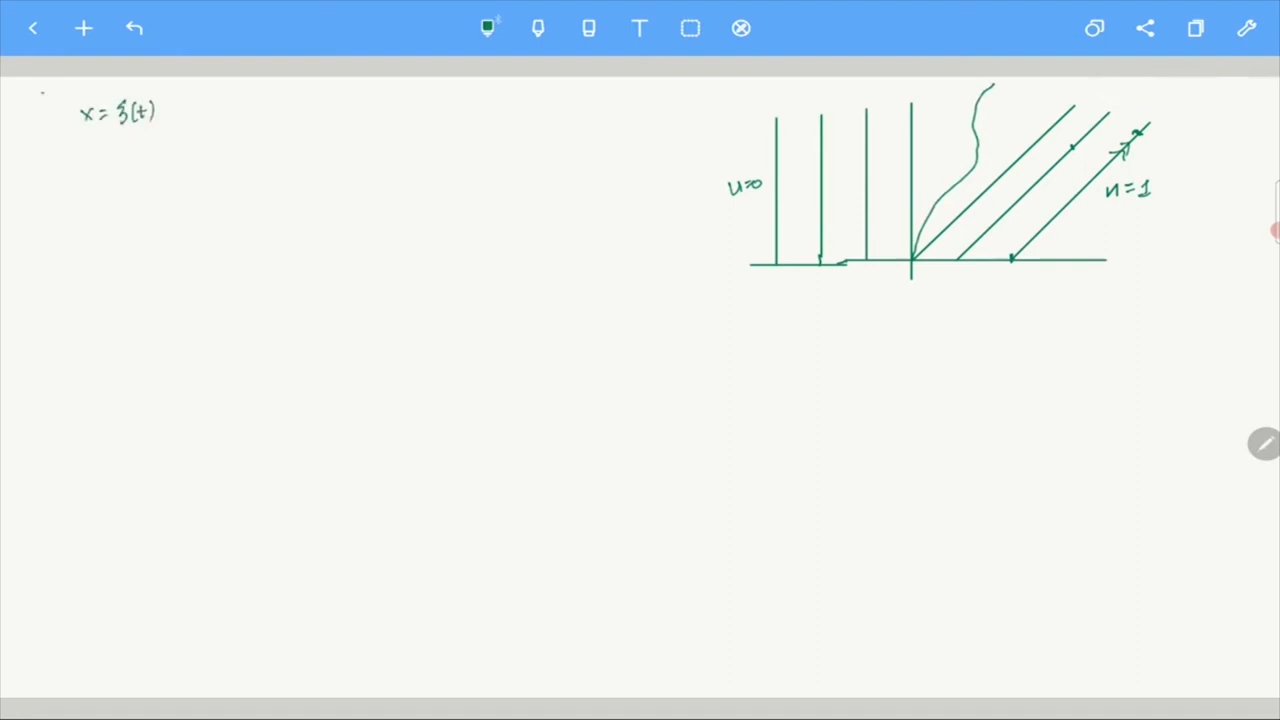 x = ξ(t)
u=0
u=1